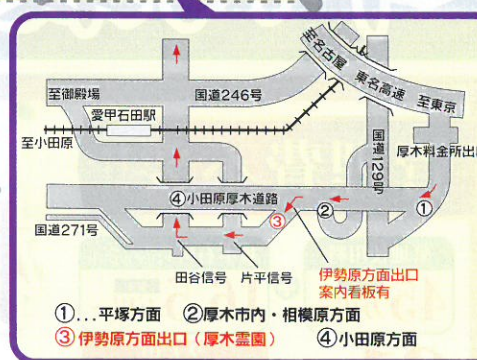 至名古屋
東名高速
至東京
至御殿場
国道246号
愛甲石田駅
至小田原
国道129号
厚木料金所出口
④小田原厚木道路
①
②
③
国道271号
田谷信号
片平信号
伊勢原方面出口
案内看板有
①…平塚方面 ②厚木市内・相模原方面
③伊勢原方面出口（厚木霊園） ④小田原方面